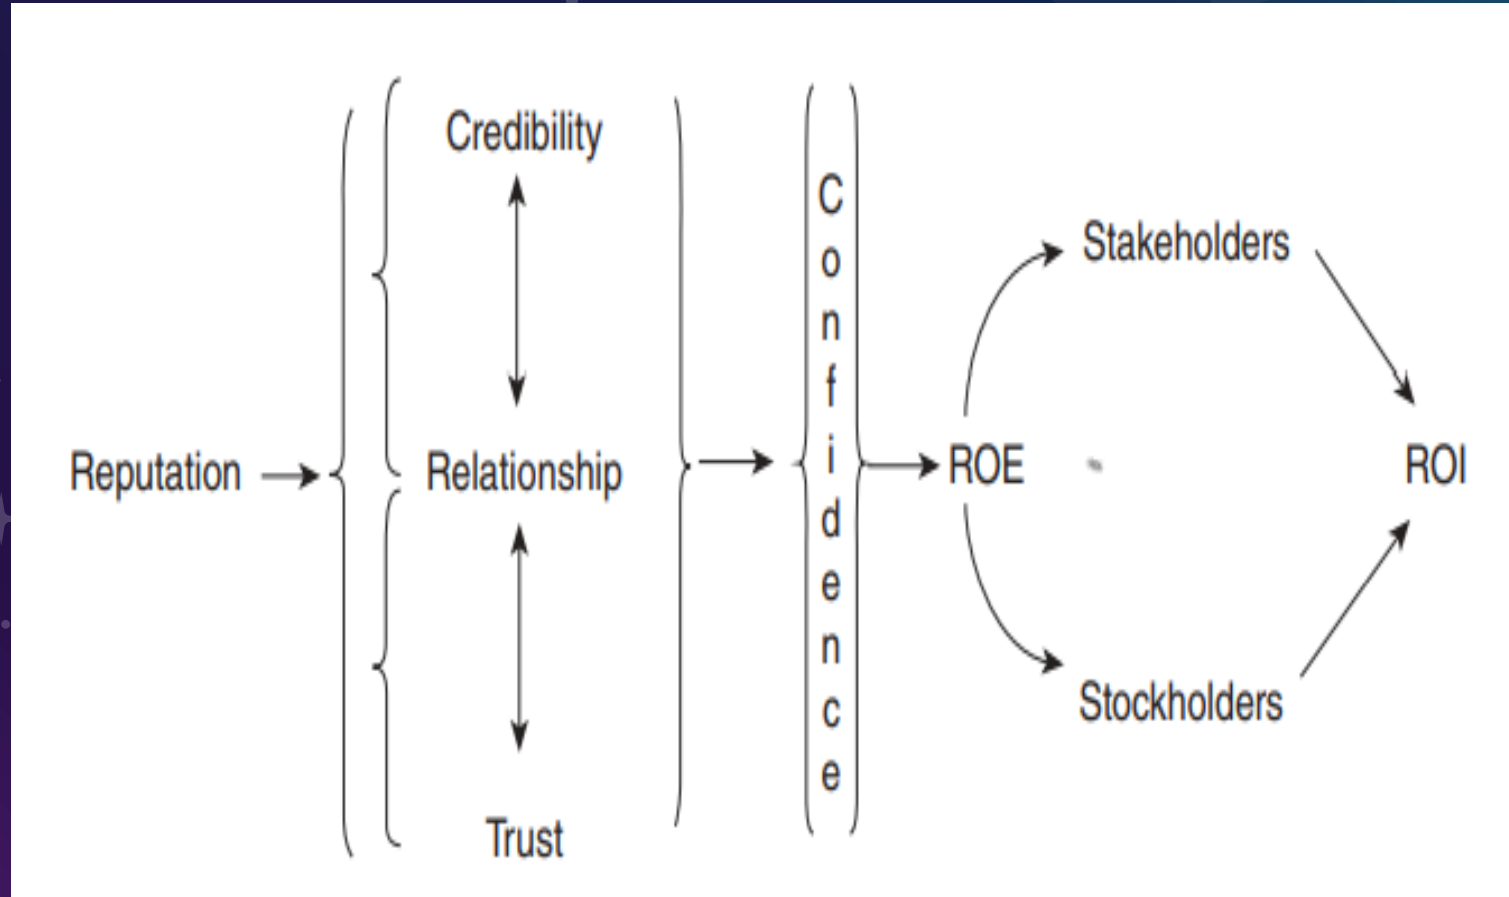 Credibility
Confidence
Stakeholders
Reputation
Relationship
ROE
ROI
Stockholders
Trust